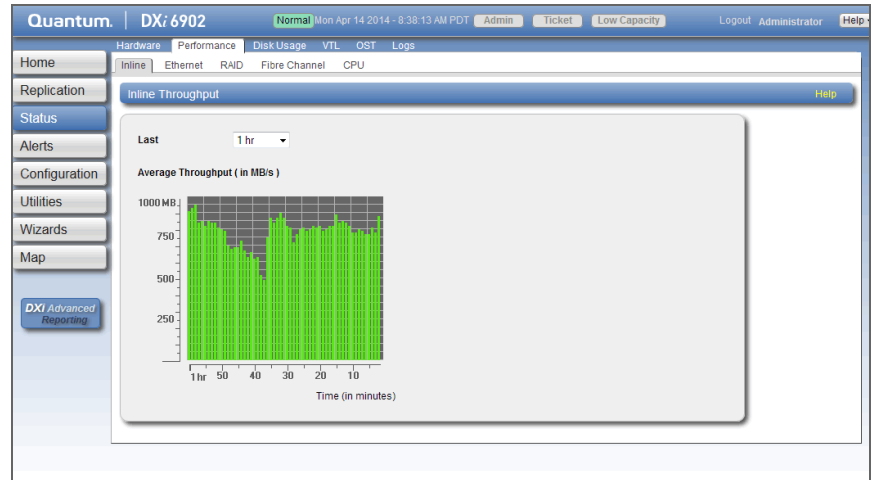 Quantum. DXi 6902 Normal Mon Apr 14 2014 - 8:38:13 AM PDT Admin Ticket Low Capacity Logout Administrator Help
Hardware Performance Disk Usage VTL OST Logs
Inline Ethernet RAID Fibre Channel CPU
Home
Replication
Status
Alerts
Configuration
Utilities
Wizards
Map
DXi Advanced
Reporting
Inline Throughput Help
Last 1 hr
Average Throughput ( in MB/s )
1000 MB
750
500
250
1 hr 50 40 30 20 10
Time (in minutes)